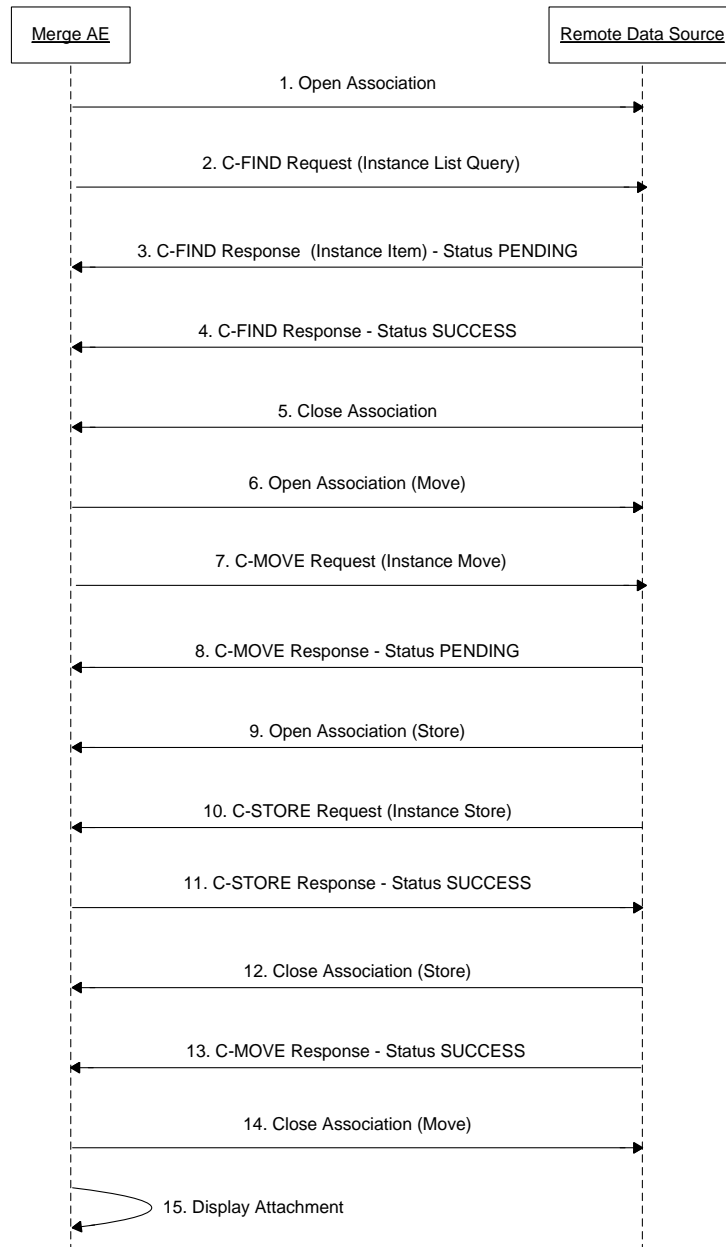 Merge AE
Remote Data Source
1. Open Association
2. C-FIND Request (Instance List Query)
3. C-FIND Response  (Instance Item) - Status PENDING
4. C-FIND Response - Status SUCCESS
5. Close Association
6. Open Association (Move)
7. C-MOVE Request (Instance Move)
8. C-MOVE Response - Status PENDING
9. Open Association (Store)
10. C-STORE Request (Instance Store)
11. C-STORE Response - Status SUCCESS
12. Close Association (Store)
13. C-MOVE Response - Status SUCCESS
14. Close Association (Move)
15. Display Attachment